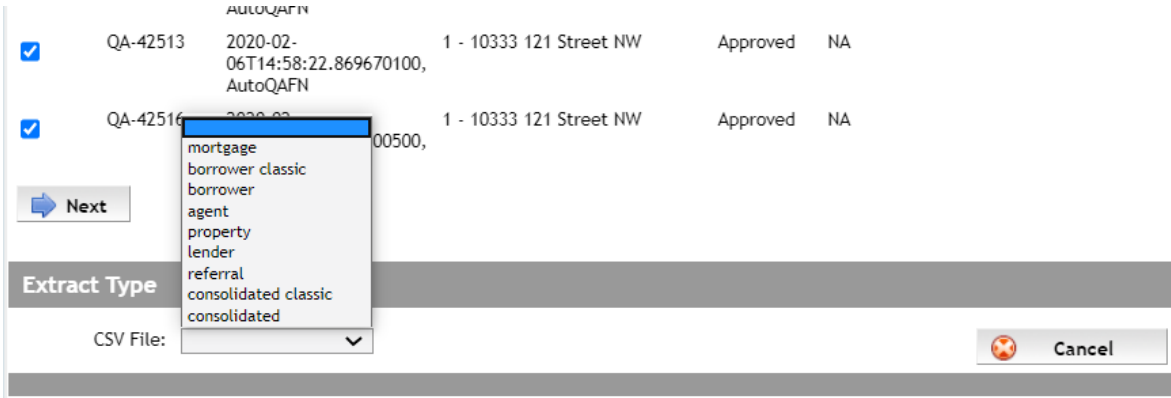 AutoQAFN
QA-42513 2020-02- 1 - 10333 121 Street NW Approved NA
06T14:58:22.869670100,
AutoQAFN
QA-42516 2020-02- 1 - 10333 121 Street NW Approved NA
00500,
mortgage
borrower classic
borrower
Next
agent
property
lender
referral
Extract Type
consolidated classic
consolidated
CSV File:
Cancel